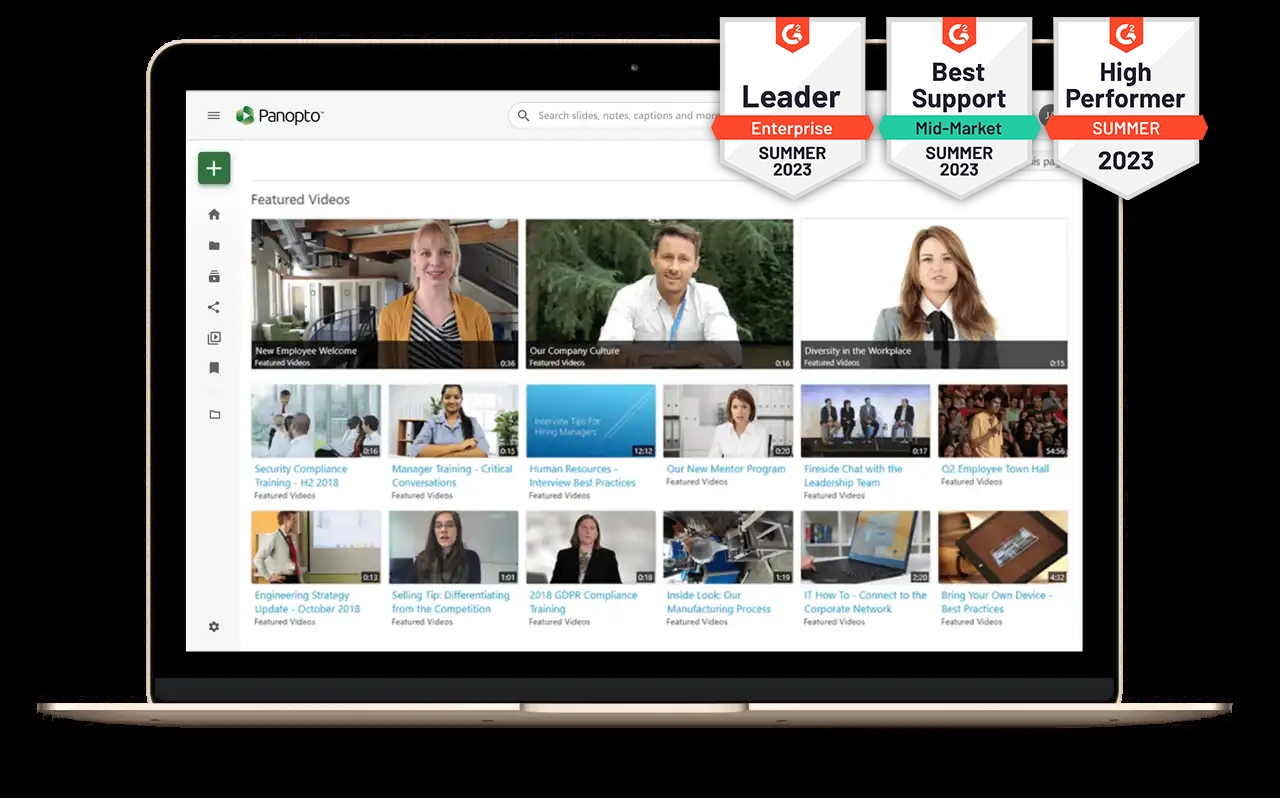 Leader
Enterprise
SUMMER
2023
Best
Support
Mid-Market
SUMMER
2023
High
Performer
SUMMER
2023
Panopto
Search slides, notes, captions and more
Featured Videos
New Employee Welcome
Featured Videos
0:36
Our Company Culture
Featured Videos
0:16
Diversity in the Workplace
Featured Videos
0:15
0:16
Security Compliance
Training - H2 2018
Featured Videos
0:15
Manager Training - Critical
Conversations
Featured Videos
Interview Tips For
Hiring Managers
12:12
Human Resources -
Interview Best Practices
Featured Videos
0:20
Our New Mentor Program
Featured Videos
0:17
Fireside Chat with the
Leadership Team
Featured Videos
54:56
Q2 Employee Town Hall
Featured Videos
0:13
Engineering Strategy
Update - October 2018
Featured Videos
1:01
Selling Tip: Differentiating
from the Competition
Featured Videos
0:18
2018 GDPR Compliance
Training
Featured Videos
1:19
Inside Look: Our
Manufacturing Process
Featured Videos
2:20
IT How To - Connect to the
Corporate Network
Featured Videos
4:32
Bring Your Own Device -
Best Practices
Featured Videos